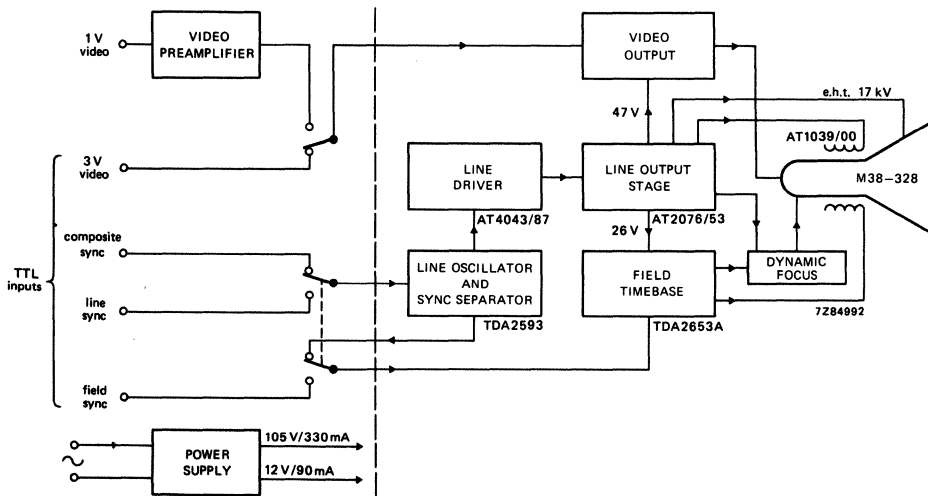 1 V
video
VIDEO
PREAMPLIFIER
VIDEO
OUTPUT
e.h.t. 17 kV
47 V
AT1039/00
3 V
video
LINE
DRIVER
LINE OUTPUT
STAGE
M38–328
AT4043/87
AT2076/53
composite
sync
26 V
TTL
inputs
LINE OSCILLATOR
AND
SYNC SEPARATOR
FIELD
TIMEBASE
DYNAMIC
FOCUS
line
sync
TDA2593
TDA2653A
7Z84992
field
sync
POWER
SUPPLY
105 V/330 mA
12 V/90 mA